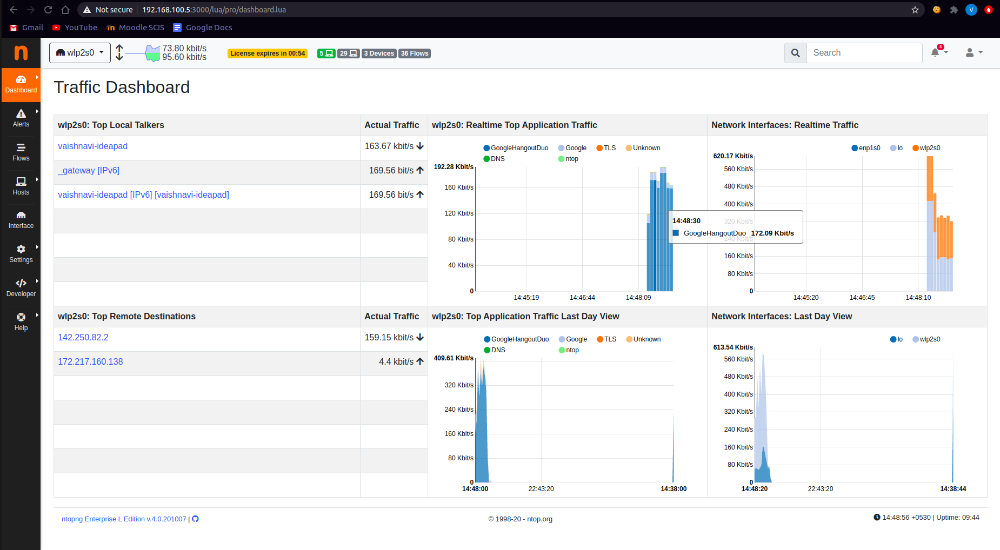 Not secure | 192.168.100.5:3000/lua/pro/dashboard.lua
V
Gmail YouTube Moodle SCIS Google Docs
n
wlp2s0
73.80 kbit/s
95.60 kbit/s
License expires in 00:54
5 29 3 Devices 36 Flows
Search
3
Dashboard
Alerts
Flows
Hosts
Interface
Settings
Developer
Help
Traffic Dashboard
wlp2s0: Top Local Talkers Actual Traffic
vaishnavi-ideapad 163.67 kbit/s
_gateway [IPv6] 169.56 bit/s
vaishnavi-ideapad [IPv6] [vaishnavi-ideapad] 169.56 bit/s
wlp2s0: Realtime Top Application Traffic
GoogleHangoutDuo Google TLS Unknown
DNS ntop
192.28 Kbit/s
160 Kbit/s
120 Kbit/s
80 Kbit/s
40 Kbit/s
0
14:45:19 14:46:44 14:48:09
14:48:30
GoogleHangoutDuo 172.09 Kbit/s
Network Interfaces: Realtime Traffic
enp1s0 lo wlp2s0
620.17 Kbit/s
560 Kbit/s
480 Kbit/s
400 Kbit/s
320 Kbit/s
240 Kbit/s
160 Kbit/s
80 Kbit/s
0
14:45:20 14:46:45 14:48:10
wlp2s0: Top Remote Destinations Actual Traffic
142.250.82.2 159.15 kbit/s
172.217.160.138 4.4 kbit/s
wlp2s0: Top Application Traffic Last Day View
GoogleHangoutDuo Google TLS Unknown
DNS ntop
409.61 Kbit/s
320 Kbit/s
240 Kbit/s
160 Kbit/s
80 Kbit/s
0
14:48:00 22:43:20 14:38:00
Network Interfaces: Last Day View
lo wlp2s0
613.54 Kbit/s
560 Kbit/s
480 Kbit/s
400 Kbit/s
320 Kbit/s
240 Kbit/s
160 Kbit/s
80 Kbit/s
0
14:48:20 22:43:20 14:38:44
ntopng Enterprise L Edition v.4.0.201007 |
© 1998-20 - ntop.org
14:48:56 +0530 | Uptime: 09:44